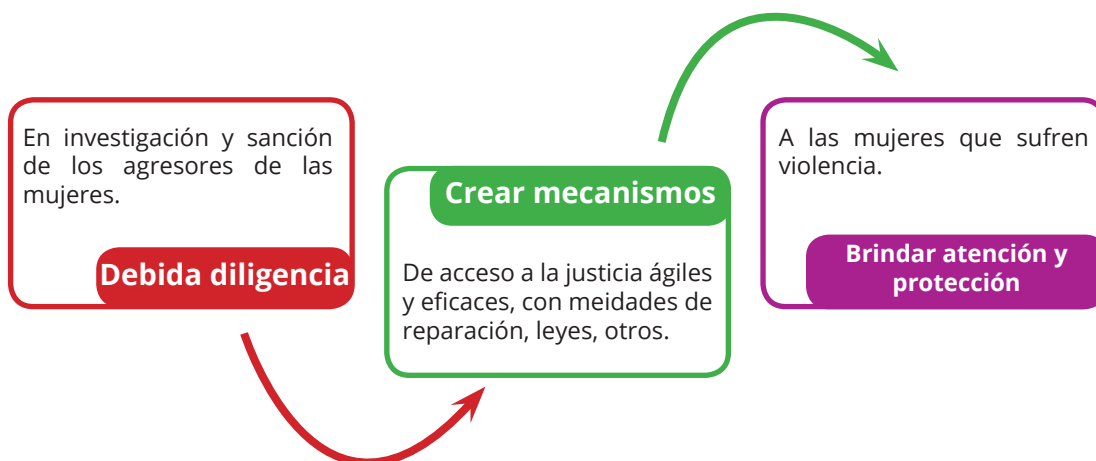 En investigación y sanción
de los agresores de las
mujeres.
Debida diligencia
Crear mecanismos
De acceso a la justicia ágiles
y eficaces, con meidades de
reparación, leyes, otros.
A las mujeres que sufren
violencia.
Brindar atención y
protección